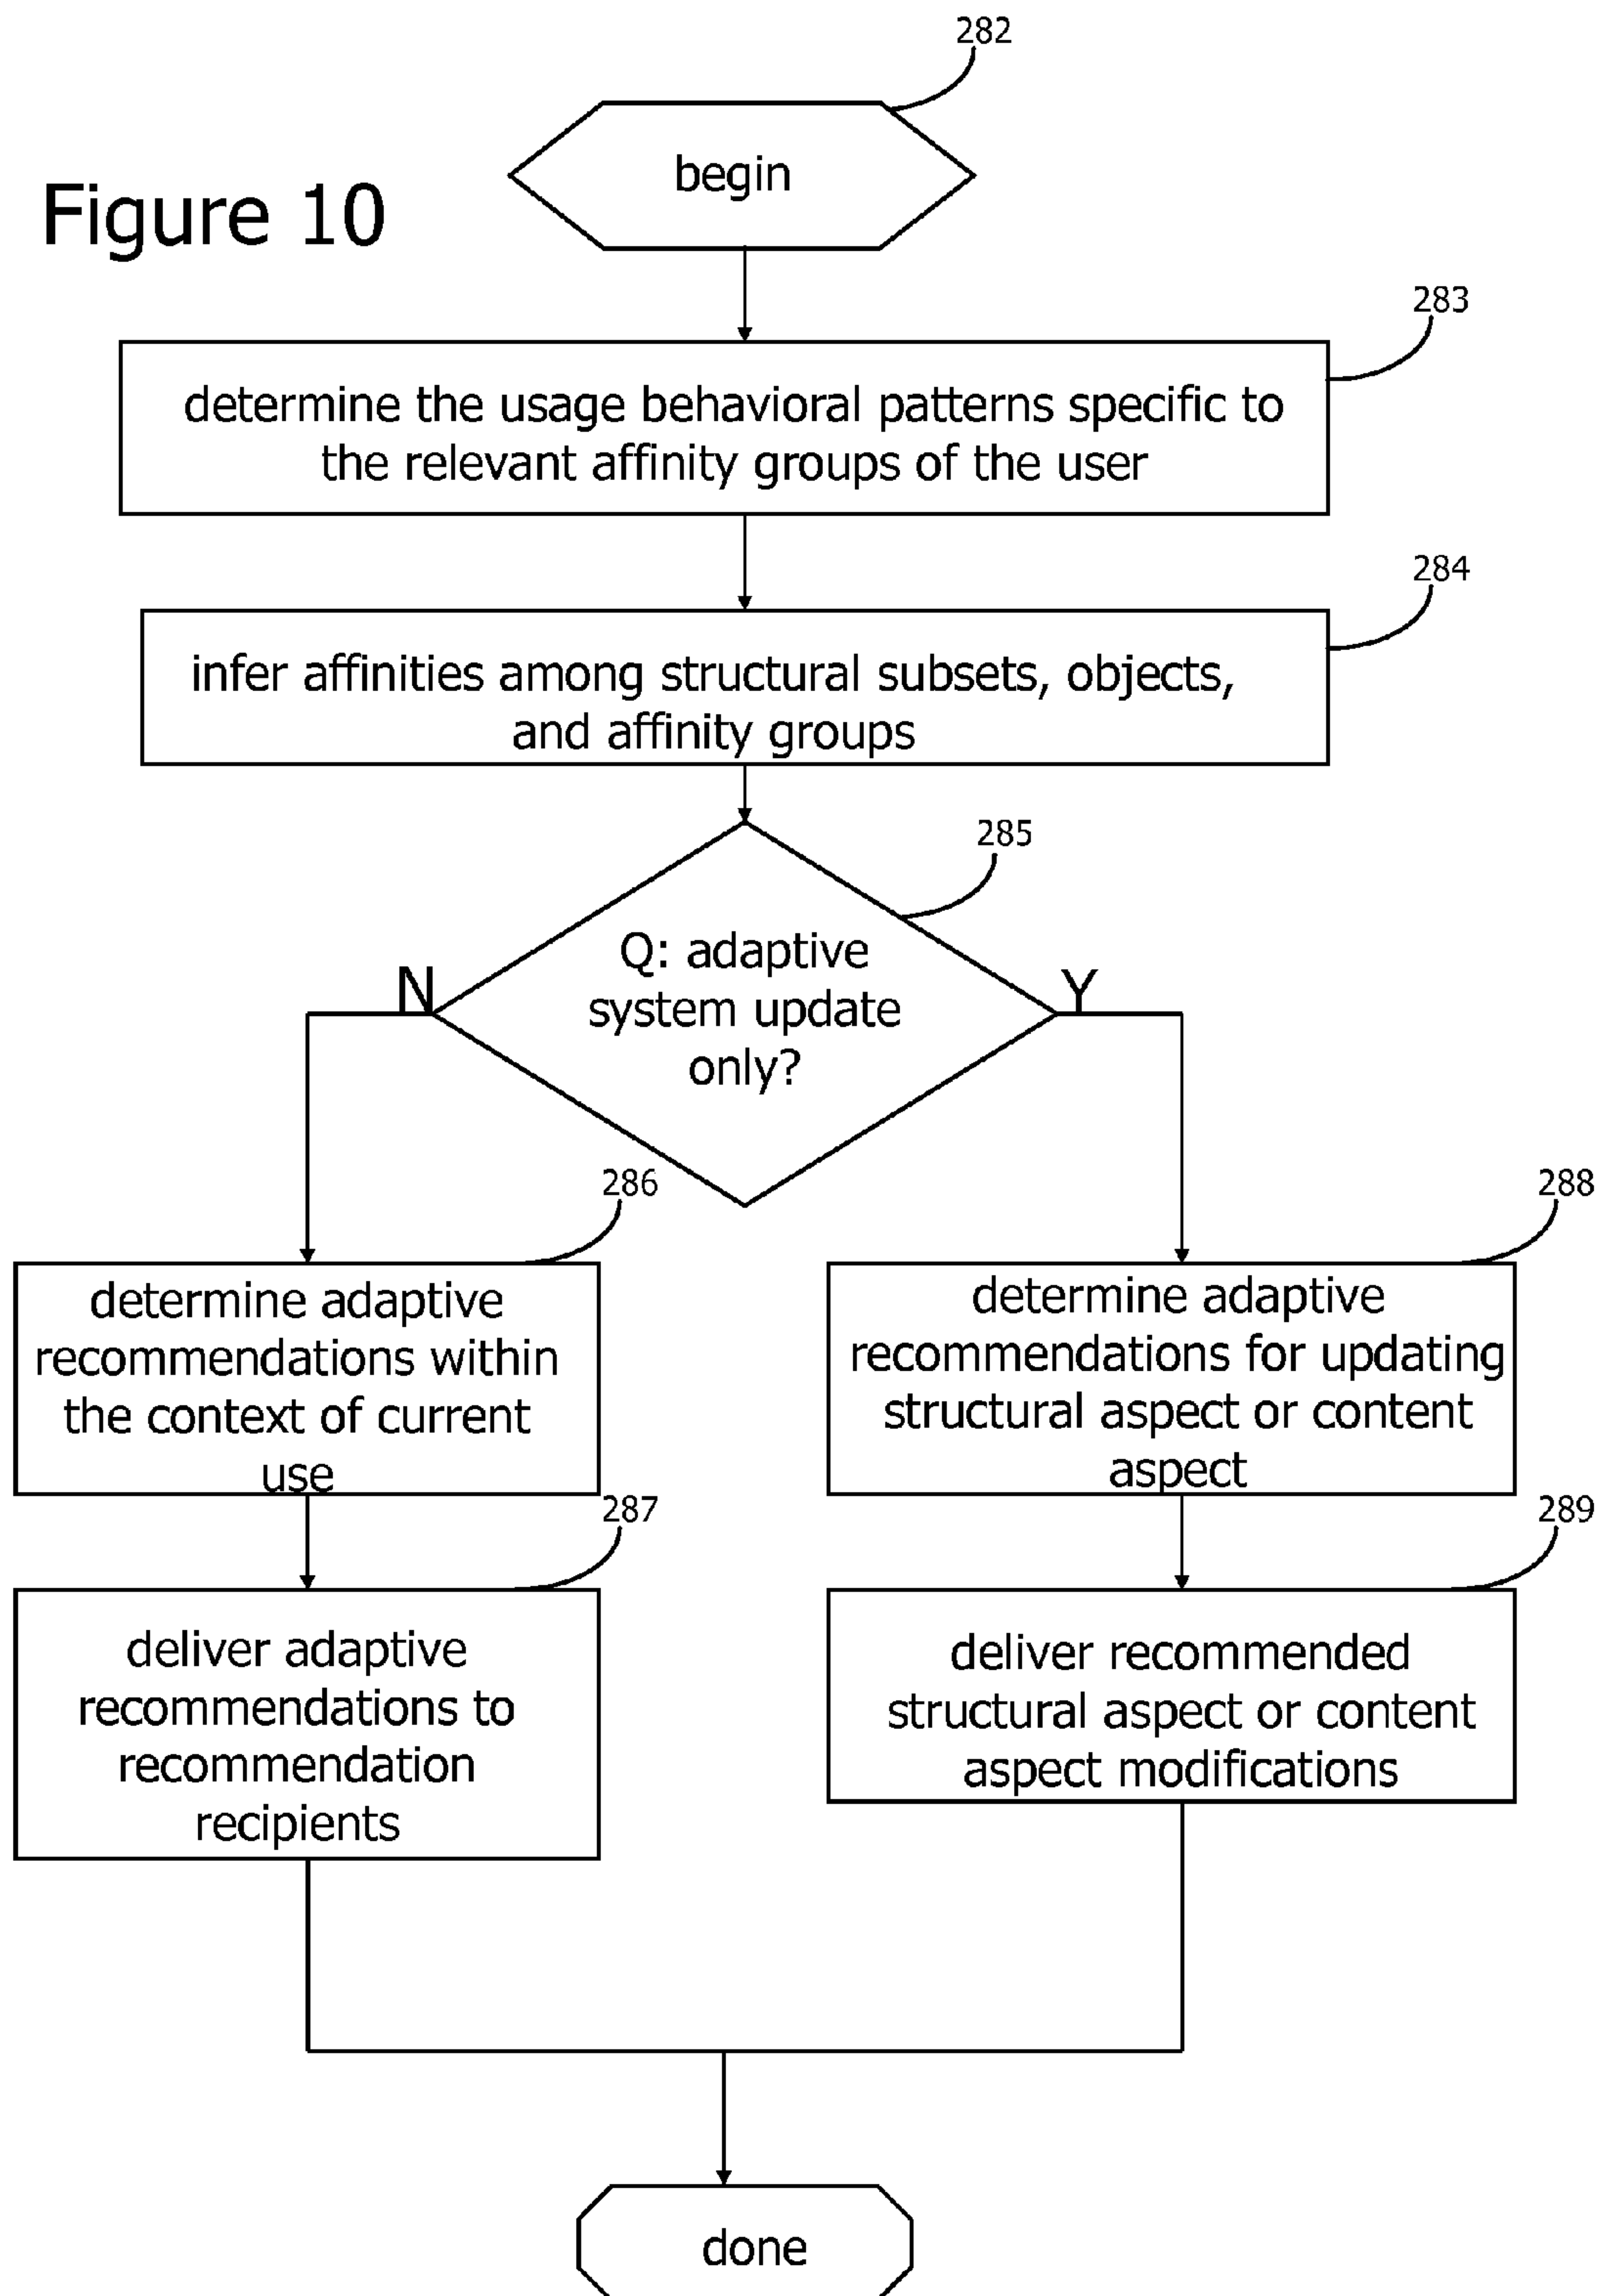 282
begin
Figure 10
283
determine the usage behavioral patterns specific to
the relevant affinity groups of the user
284
infer affinities among structural subsets, objects,
and affinity groups
285
Q: adaptive
system update
only?
N
Y
286
determine adaptive
recommendations within
the context of current
use
288
determine adaptive
recommendations for updating
structural aspect or content
aspect
287
deliver adaptive
recommendations to
recommendation
recipients
289
deliver recommended
structural aspect or content
aspect modifications
done